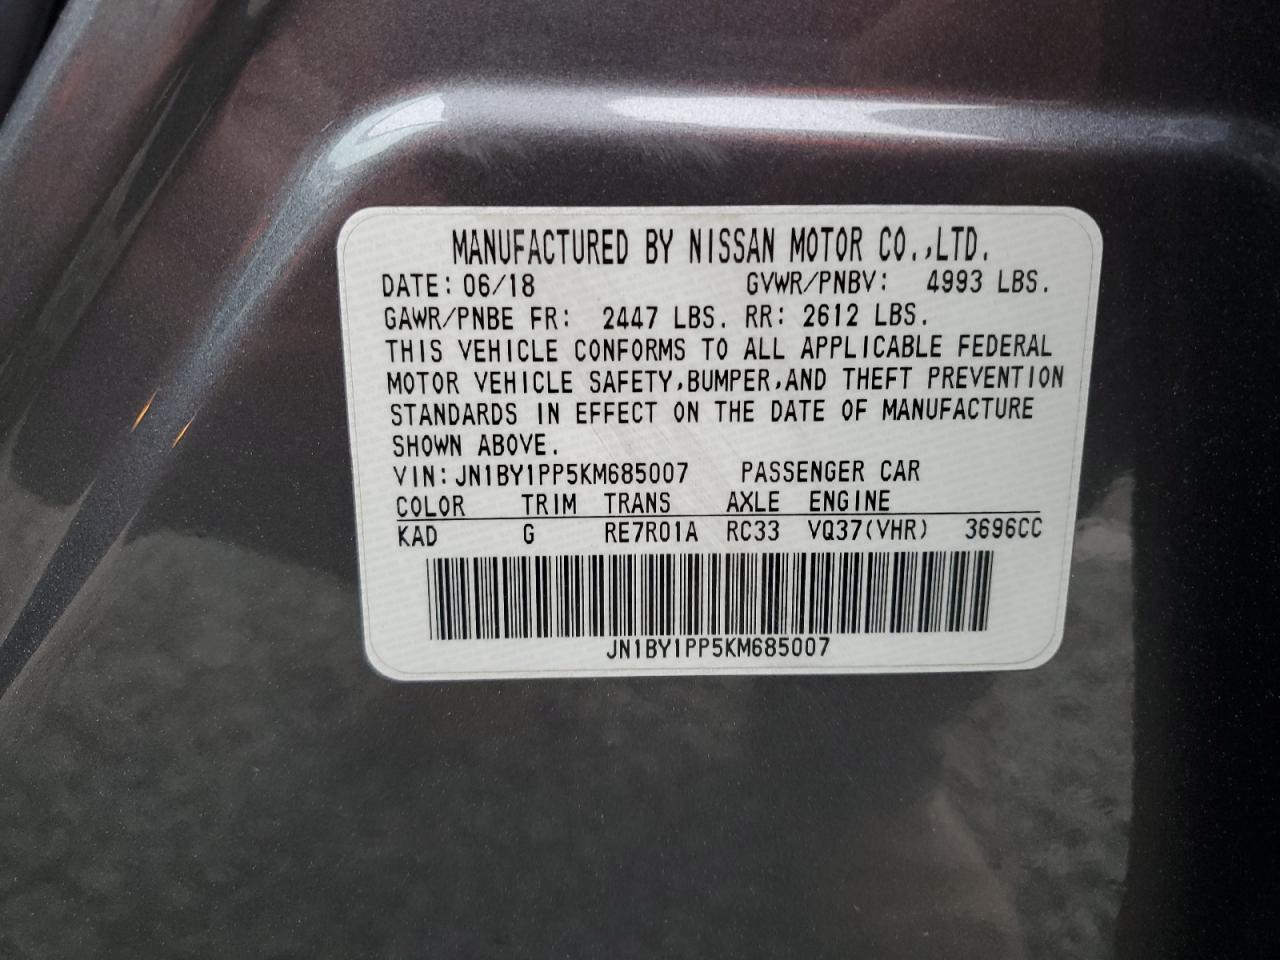 MANUFACTURED BY NISSAN MOTOR CO.,LTD.
DATE: 06/18 GVWR/PNBV: 4993 LBS.
GAWR/PNBE FR: 2447 LBS. RR: 2612 LBS.
THIS VEHICLE CONFORMS TO ALL APPLICABLE FEDERAL
MOTOR VEHICLE SAFETY,BUMPER,AND THEFT PREVENTION
STANDARDS IN EFFECT ON THE DATE OF MANUFACTURE
SHOWN ABOVE.
VIN:JN1BY1PP5KM685007 PASSENGER CAR
COLOR TRIM TRANS AXLE ENGINE
KAD G RE7R01A RC33 VQ37(VHR) 3696CC
JN1BY1PP5KM685007